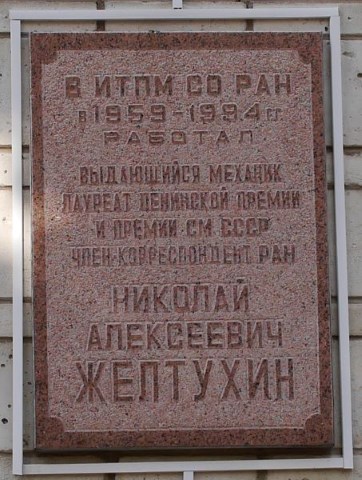 В ИТПМ СО РАН
В 1959-1994 ГГ.
РАБОТАЛ
ВЫДАЮЩИЙСЯ МЕХАНИК
ЛАУРЕАТ ЛЕНИНСКОЙ ПРЕМИИ
И ПРЕМИИ СМ СССР
ЧЛЕН-КОРРЕСПОНДЕНТ РАН
НИКОЛАЙ
АЛЕКСЕЕВИЧ
ЖЕЛТУХИН